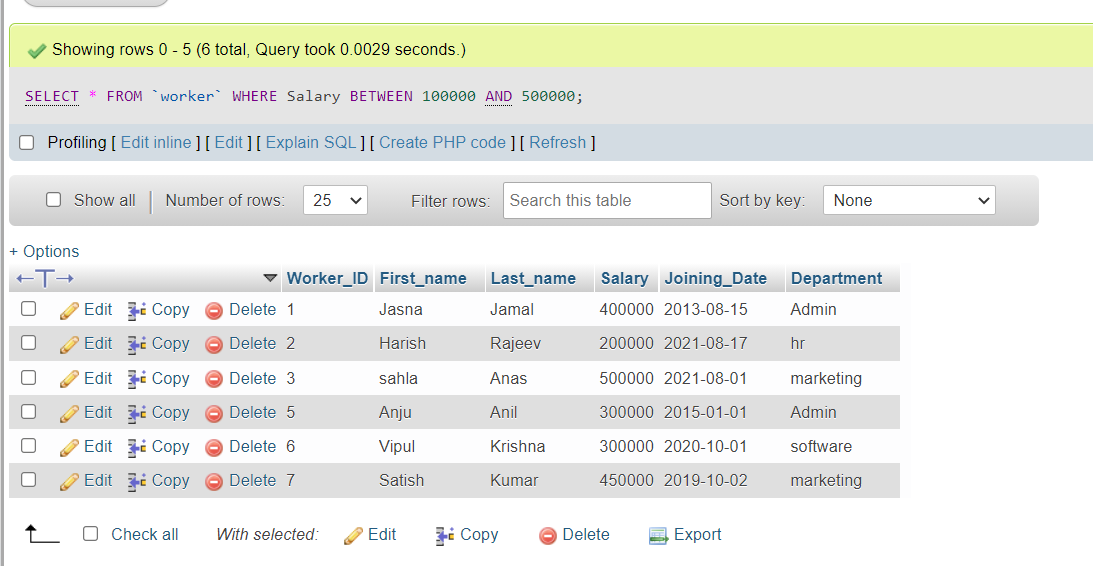 Showing rows 0 - 5 (6 total, Query took 0.0029 seconds.)
SELECT * FROM `worker` WHERE Salary BETWEEN 100000 AND 500000;
Profiling [ Edit inline ] [ Edit ] [ Explain SQL ] [ Create PHP code ] [ Refresh ]
Show all | Number of rows: 25 Filter rows: Search this table Sort by key: None
+ Options
←T→ Worker_ID First_name Last_name Salary Joining_Date Department
Edit Copy Delete 1 Jasna Jamal 400000 2013-08-15 Admin
Edit Copy Delete 2 Harish Rajeev 200000 2021-08-17 hr
Edit Copy Delete 3 sahla Anas 500000 2021-08-01 marketing
Edit Copy Delete 5 Anju Anil 300000 2015-01-01 Admin
Edit Copy Delete 6 Vipul Krishna 300000 2020-10-01 software
Edit Copy Delete 7 Satish Kumar 450000 2019-10-02 marketing
Check all With selected: Edit Copy Delete Export